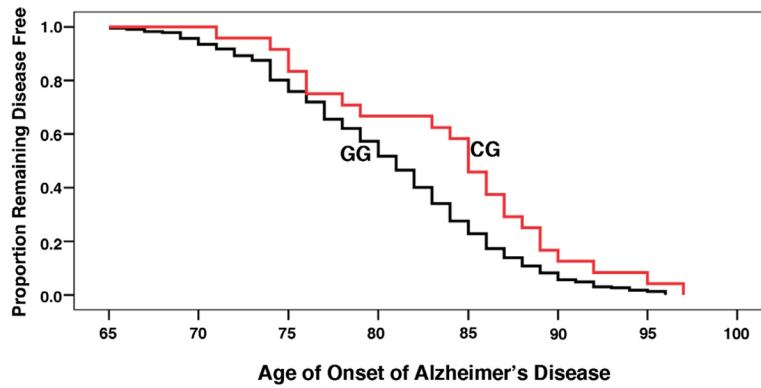 Proportion Remaining Disease Free
1.0
0.8
0.6
0.4
0.2
0.0
GG
CG
65 70 75 80 85 90 95 100
Age of Onset of Alzheimer's Disease